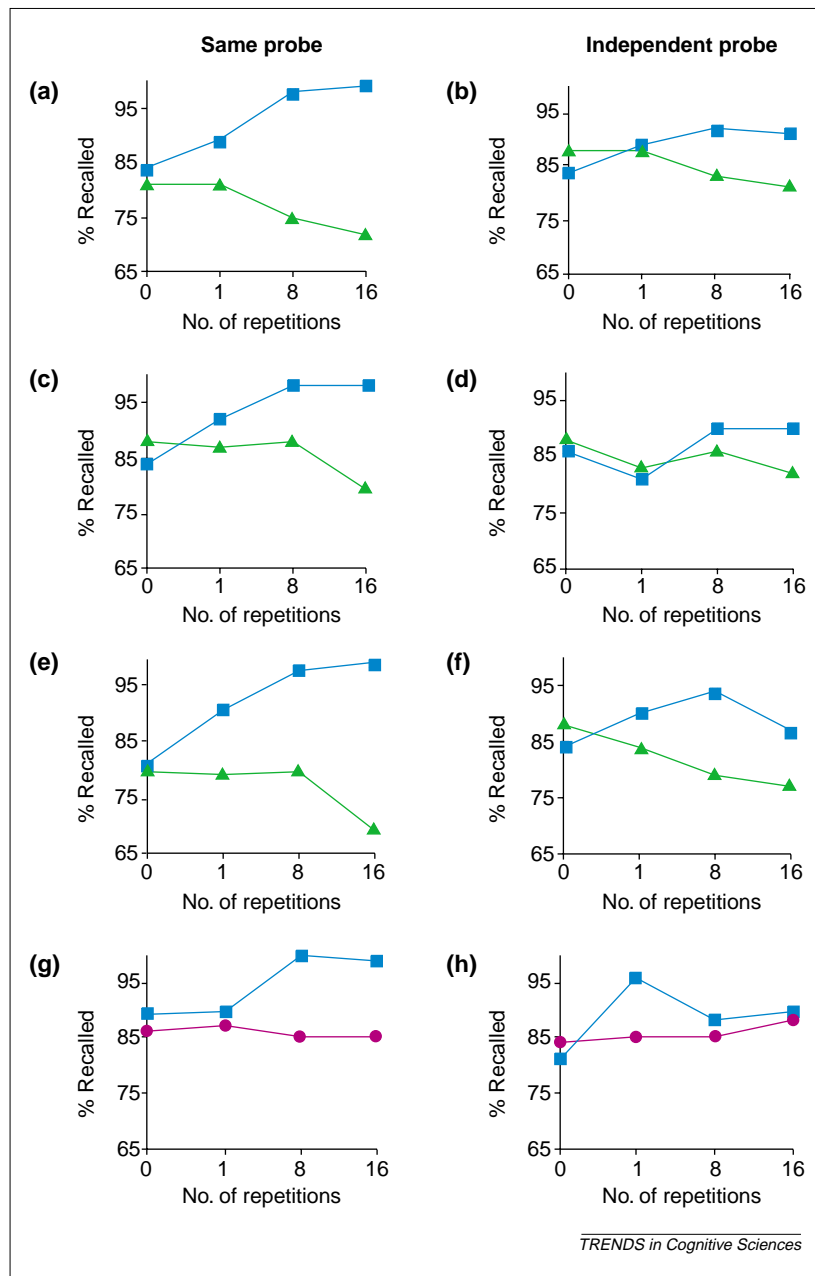 Same probe
Independent probe
(a)
95
85
75
65
% Recalled
0 1 8 16
No. of repetitions
(b)
95
85
75
65
% Recalled
0 1 8 16
No. of repetitions
(c)
95
85
75
65
% Recalled
0 1 8 16
No. of repetitions
(d)
95
85
75
65
% Recalled
0 1 8 16
No. of repetitions
(e)
95
85
75
65
% Recalled
0 1 8 16
No. of repetitions
(f)
95
85
75
65
% Recalled
0 1 8 16
No. of repetitions
(g)
95
85
75
65
% Recalled
0 1 8 16
No. of repetitions
(h)
95
85
75
65
% Recalled
0 1 8 16
No. of repetitions
TRENDS in Cognitive Sciences